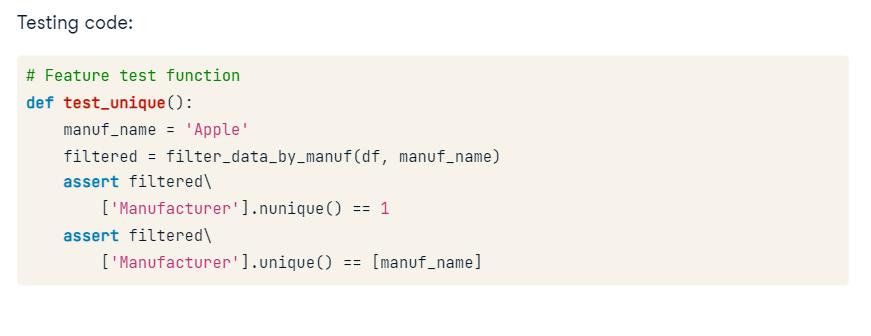 Testing code:
# Feature test function
def test_unique():
    manuf_name = 'Apple'
    filtered = filter_data_by_manuf(df, manuf_name)
    assert filtered\
        ['Manufacturer'].nunique() == 1
    assert filtered\
        ['Manufacturer'].unique() == [manuf_name]